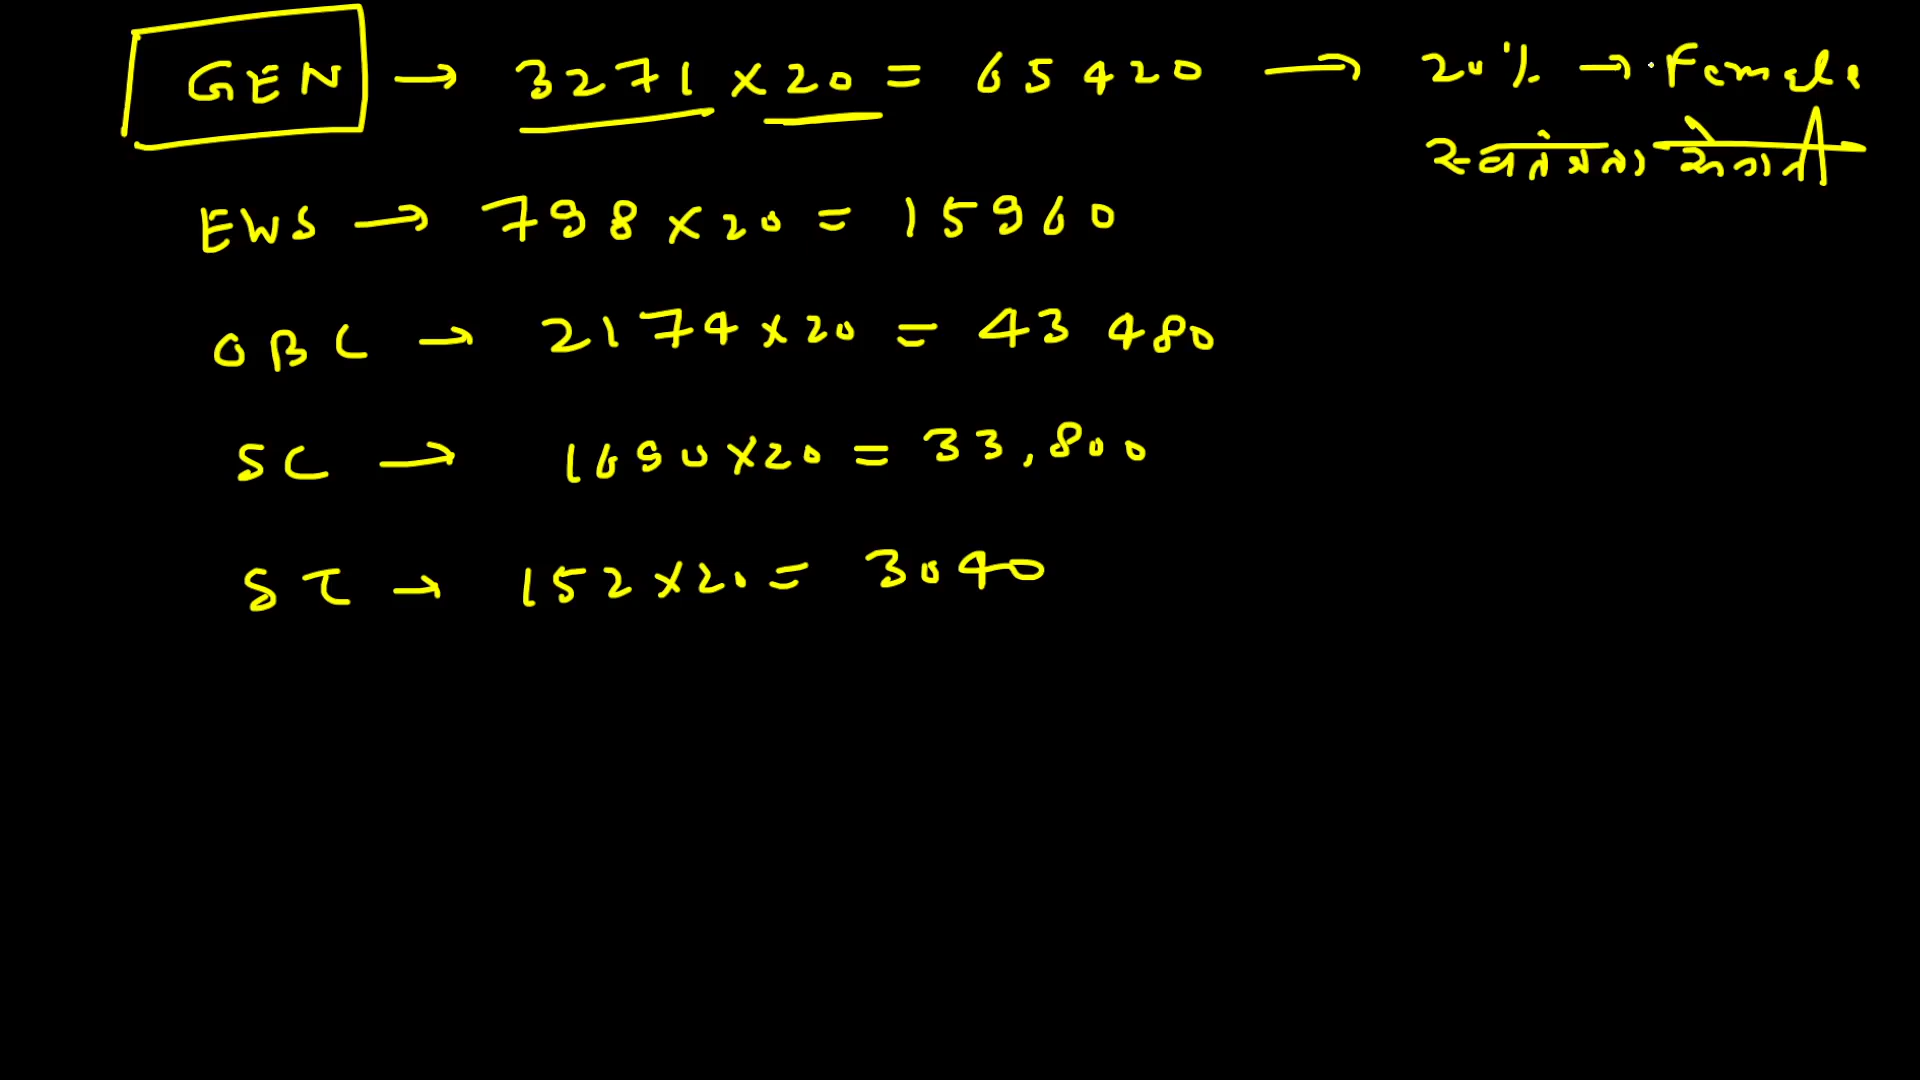 GEN → 3271 × 20 = 65420 → 20% → Female
स्वतंत्रता सेनानी
EWS → 798 × 20 = 15960
OBC → 2174 × 20 = 43480
SC → 1690 × 20 = 33,800
ST → 152 × 20 = 3040